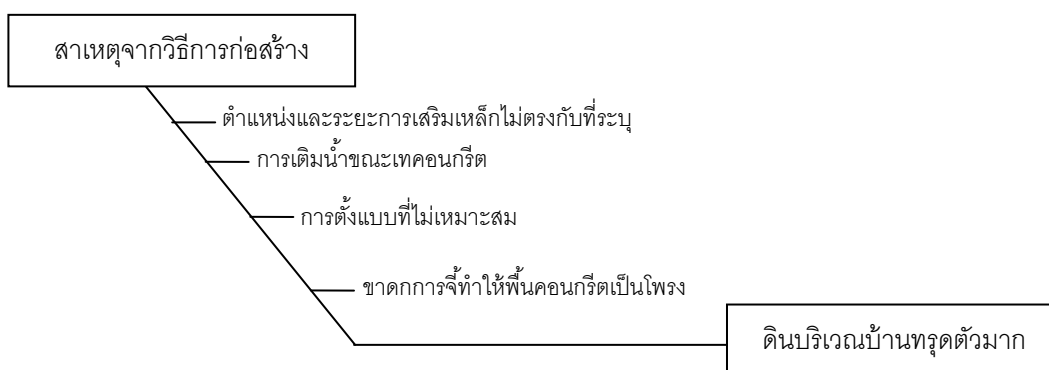 สาเหตุจากวิธีการก่อสร้าง
ตำแหน่งและระยะการเสริมเหล็กไม่ตรงกับที่ระบุ
การเติมน้ำขณะเทคอนกรีต
การตั้งแบบที่ไม่เหมาะสม
ขาดกการจี้ทำให้พื้นคอนกรีตเป็นโพรง
ดินบริเวณบ้านทรุดตัวมาก